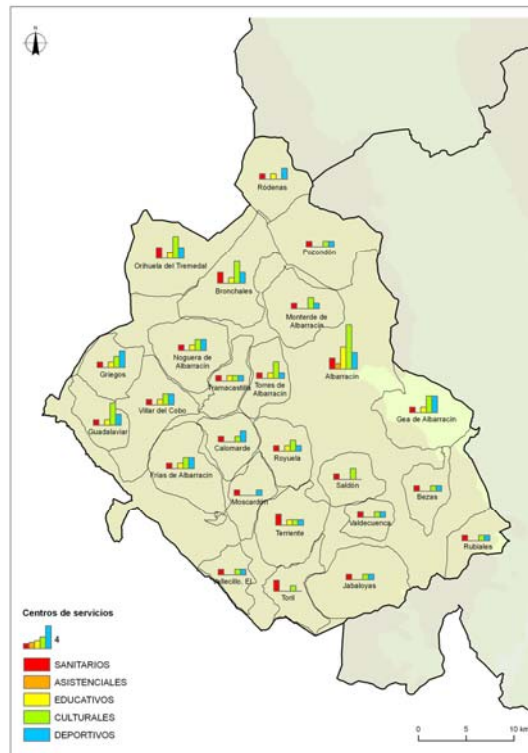 Ródenas
Pozondón
Orihuela del Tremedal
Bronchales
Monterde de
Albarracín
Noguera de
Albarracín
Albarracín
Griegos
Tramacastilla
Torres de
Albarracín
Villar del Cobo
Gea de Albarracín
Guadalaviar
Calomarde
Royuela
Frías de Albarracín
Saldón
Bezas
Moscardón
Valdecuenca
Terriente
Rubiales
Vallecillo, El
Toril
Jabaloyas
Centros de servicios
4
SANITARIOS
ASISTENCIALES
EDUCATIVOS
CULTURALES
DEPORTIVOS
0 5 10 km